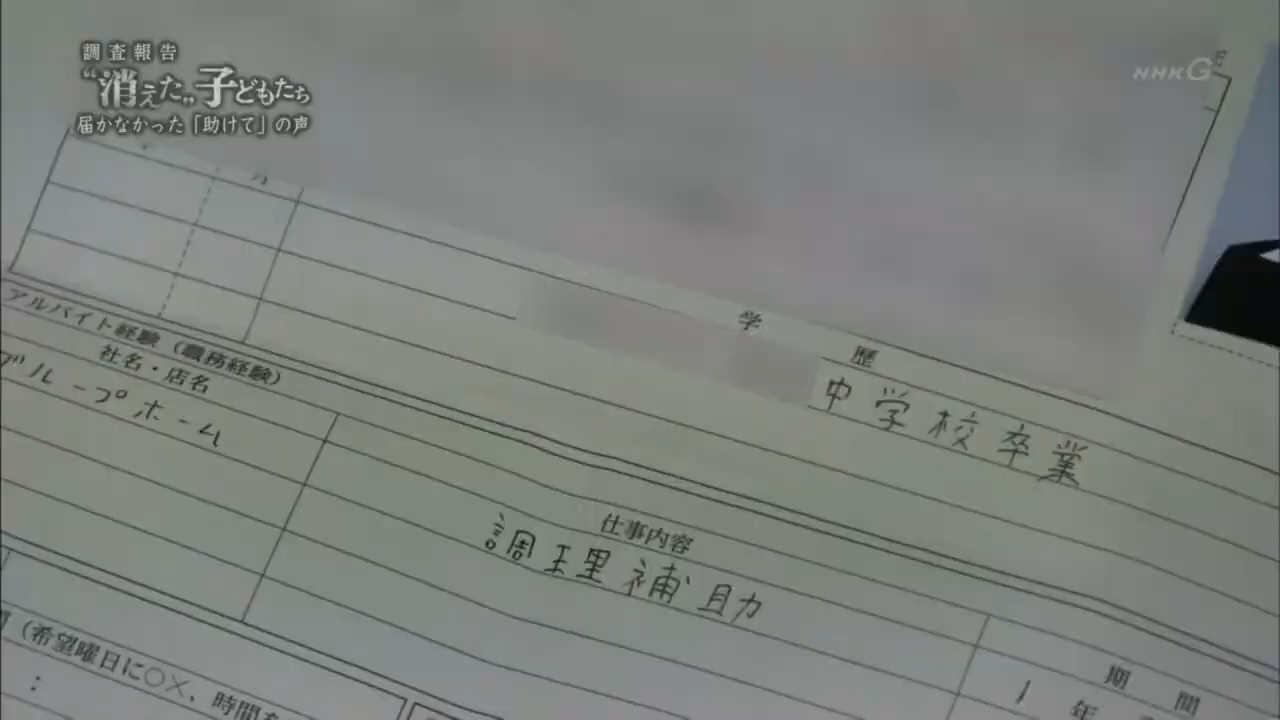 調査報告
“消えた”子どもたち
届かなかった「助けて」の声
NHK G
月
学 歴
中学校卒業
アルバイト経験(職務経験)
社名・店名
仕事内容
期 間
グループホーム
調理補助
1 年
(希望曜日に○×、時間
: